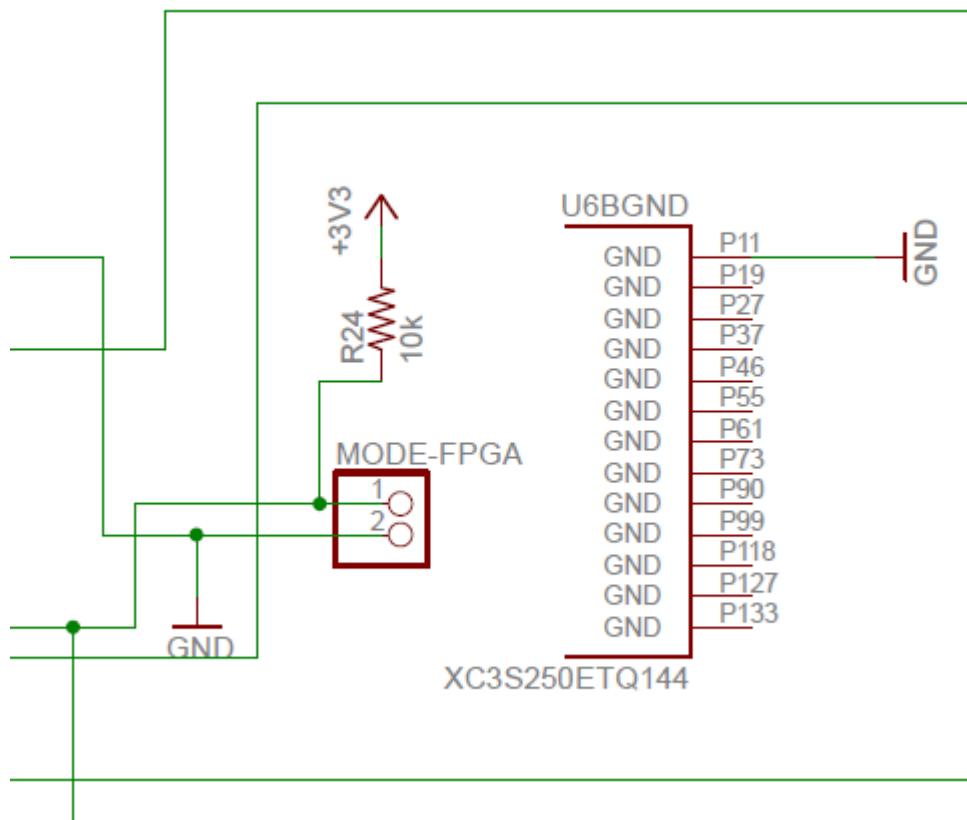 +3V3
R24
10k
MODE-FPGA
1
2
GND
U6BGND
GND P11
GND P19
GND P27
GND P37
GND P46
GND P55
GND P61
GND P73
GND P90
GND P99
GND P118
GND P127
GND P133
XC3S250ETQ144
GND